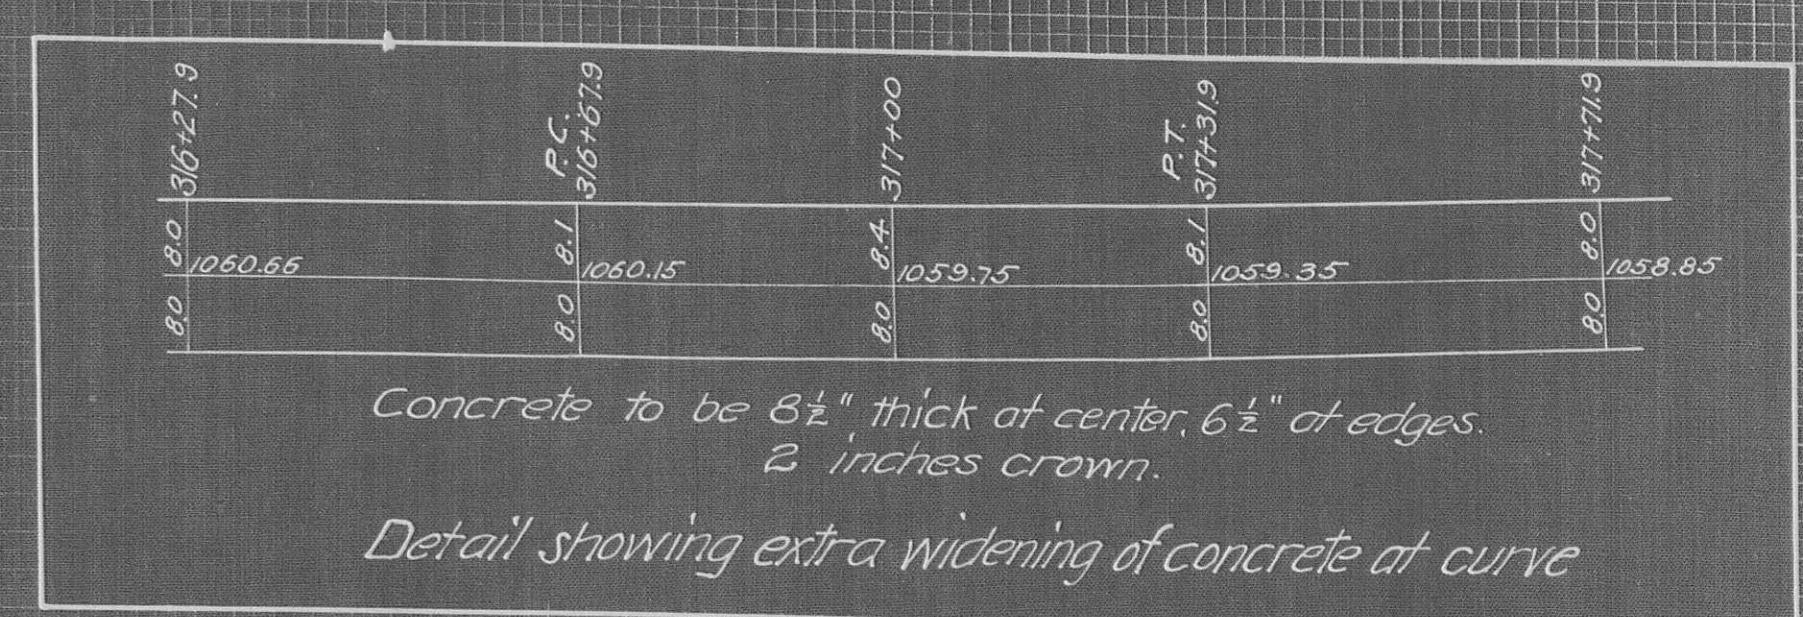 316+27.9
P.C.
316+67.9
317+00
P.T.
317+31.9
317+71.9
8.0 8.1 8.4 8.1 8.0
1060.66 1060.15 1059.75 1059.35 1058.85
8.0 8.0 8.0 8.0 8.0
Concrete to be 8½" thick at center, 6½" at edges.
2 inches crown.
Detail showing extra widening of concrete at curve